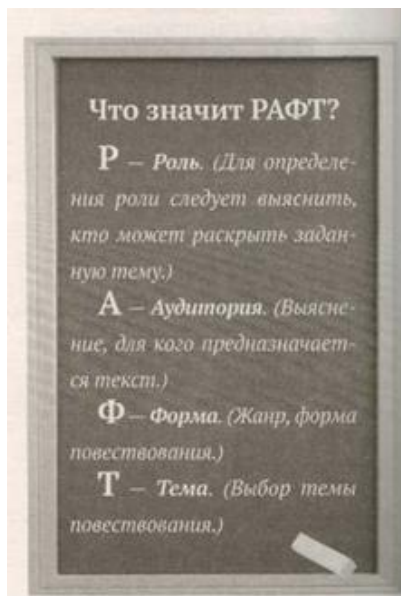 Что значит РАФТ?
Р — Роль. (Для определе-
ния роли следует выяснить,
кто может раскрыть задан-
ную тему.)
А — Аудитория. (Выясне-
ние, для кого предназначает-
ся текст.)
Ф — Форма. (Жанр, форма
повествования.)
Т — Тема. (Выбор темы
повествования.)